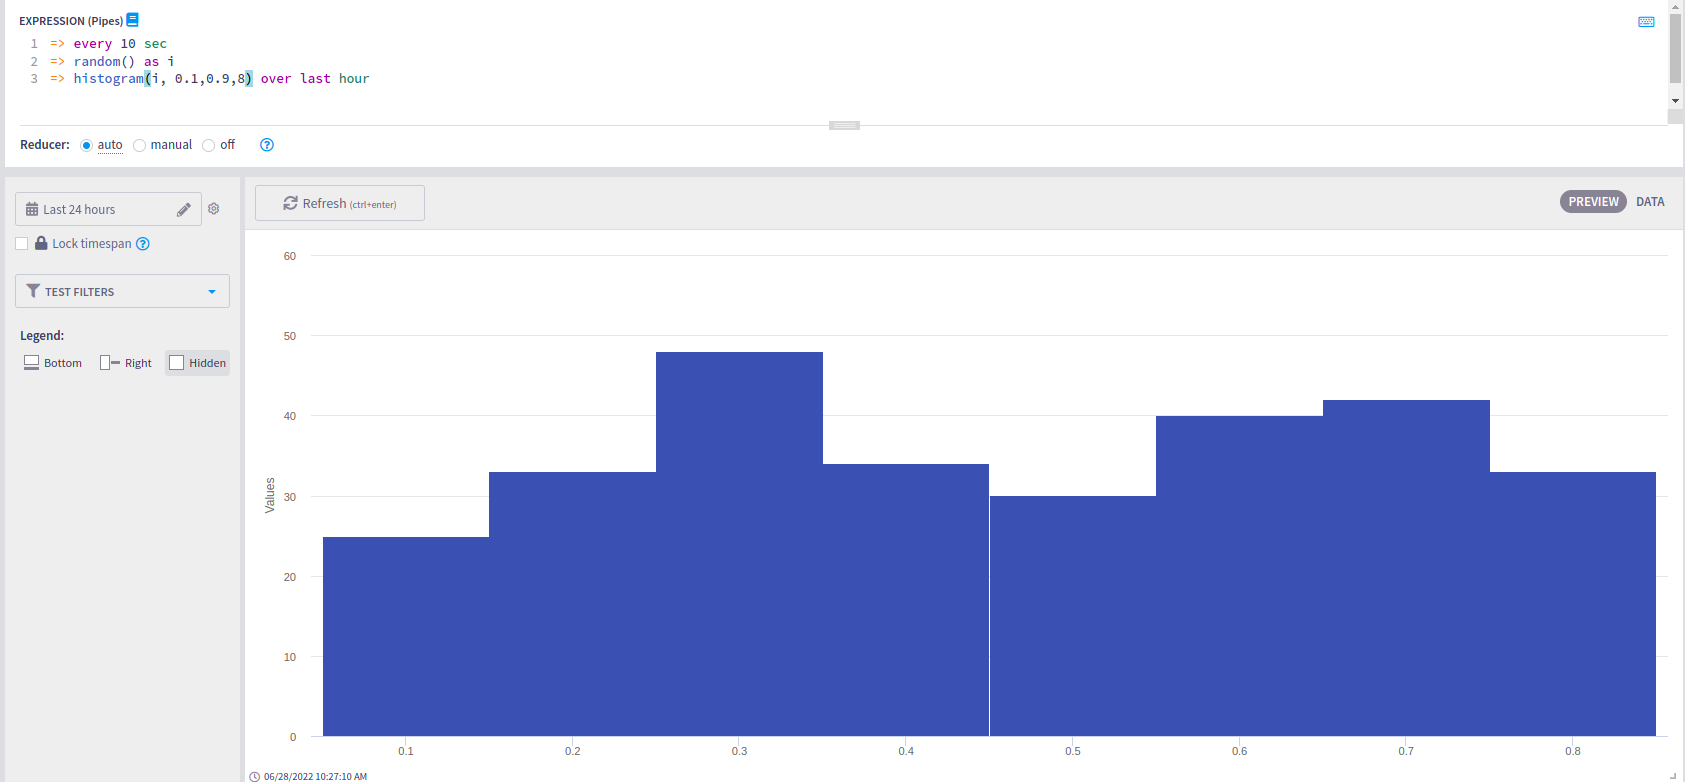 EXPRESSION (Pipes)
1 => every 10 sec
2 => random() as i
3 => histogram(i, 0.1,0.9,8) over last hour
Reducer: auto manual off ?
Last 24 hours
Lock timespan ?
TEST FILTERS
Legend:
Bottom Right Hidden
Refresh (ctrl+enter)
PREVIEW DATA
60
50
40
30
20
10
0
Values
0.1 0.2 0.3 0.4 0.5 0.6 0.7 0.8
06/28/2022 10:27:10 AM